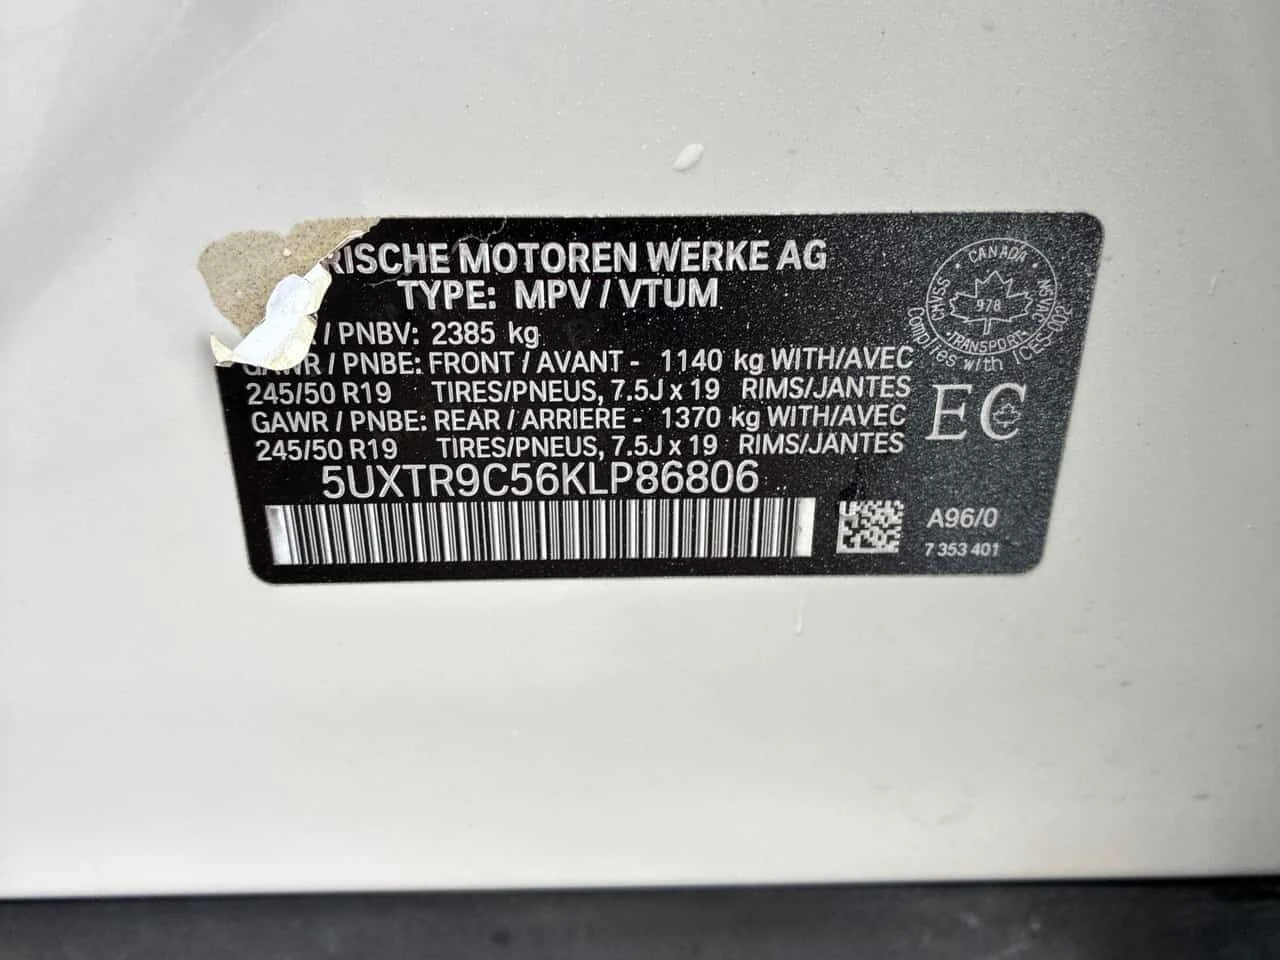 RISCHE MOTOREN WERKE AG
TYPE: MPV / VTUM
/ PNBV: 2385 kg
GAWR / PNBE: FRONT / AVANT - 1140 kg WITH/AVEC
245/50 R19 TIRES/PNEUS, 7.5J x 19 RIMS/JANTES
GAWR / PNBE: REAR / ARRIERE - 1370 kg WITH/AVEC
245/50 R19 TIRES/PNEUS, 7.5J x 19 RIMS/JANTES
5UXTR9C56KLP86806
CANADA
CMVSS
NSVAC
978
TRANSPORT
Complies with ICES-002
EC
A96/0
7 353 401